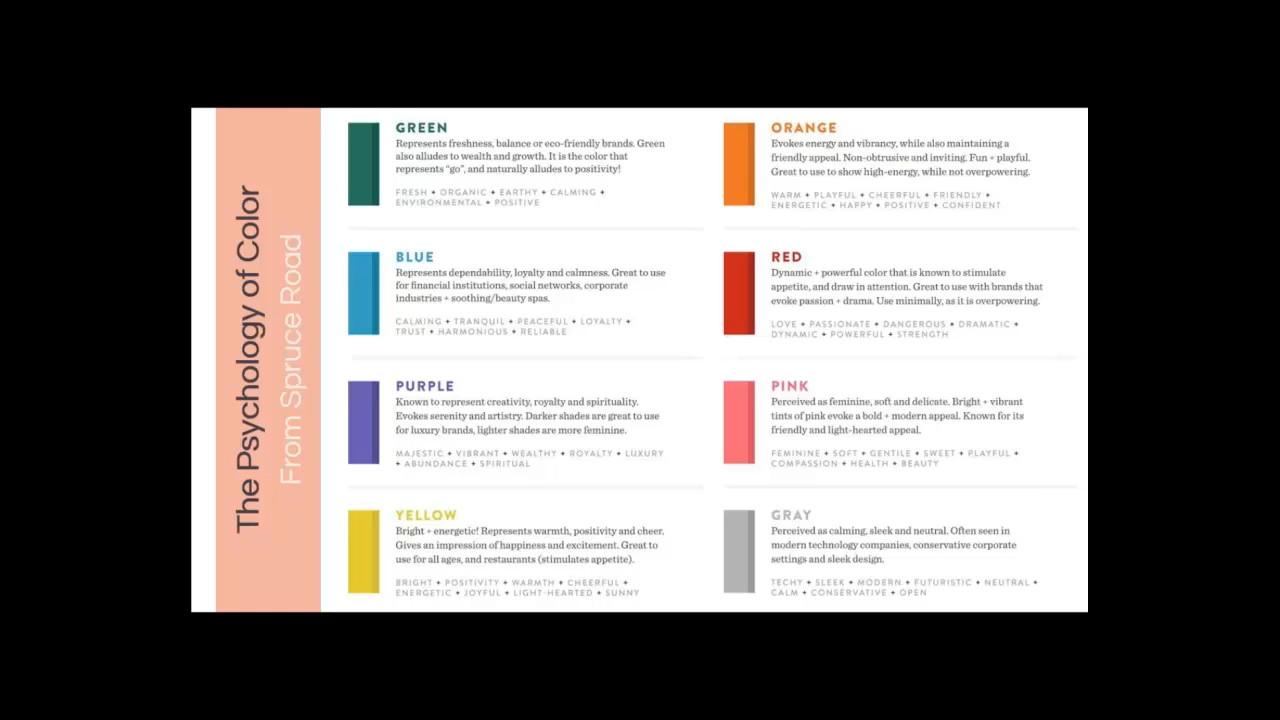 The Psychology of Color
From Spruce Road
GREEN
Represents freshness, balance or eco-friendly brands. Green
also alludes to wealth and growth. It is the color that
represents "go", and naturally alludes to positivity!
FRESH + ORGANIC + EARTHY + CALMING +
ENVIRONMENTAL + POSITIVE
BLUE
Represents dependability, loyalty and calmness. Great to use
for financial institutions, social networks, corporate
industries + soothing/beauty spas.
CALMING + TRANQUIL + PEACEFUL + LOYALTY +
TRUST + HARMONIOUS + RELIABLE
PURPLE
Known to represent creativity, royalty and spirituality.
Evokes serenity and artistry. Darker shades are great to use
for luxury brands, lighter shades are more feminine.
MAJESTIC + VIBRANT + WEALTHY + ROYALTY + LUXURY
+ ABUNDANCE + SPIRITUAL
YELLOW
Bright + energetic! Represents warmth, positivity and cheer.
Gives an impression of happiness and excitement. Great to
use for all ages, and restaurants (stimulates appetite).
BRIGHT + POSITIVITY + WARMTH + CHEERFUL +
ENERGETIC + JOYFUL + LIGHT-HEARTED + SUNNY
ORANGE
Evokes energy and vibrancy, while also maintaining a
friendly appeal. Non-obtrusive and inviting. Fun + playful.
Great to use to show high-energy, while not overpowering.
WARM + PLAYFUL + CHEERFUL + FRIENDLY +
ENERGETIC + HAPPY + POSITIVE + CONFIDENT
RED
Dynamic + powerful color that is known to stimulate
appetite, and draw in attention. Great to use with brands that
evoke passion + drama. Use minimally, as it is overpowering.
LOVE + PASSIONATE + DANGEROUS + DRAMATIC +
DYNAMIC + POWERFUL + STRENGTH
PINK
Perceived as feminine, soft and delicate. Bright + vibrant
tints of pink evoke a bold + modern appeal. Known for its
friendly and light-hearted appeal.
FEMININE + SOFT + GENTLE + SWEET + PLAYFUL +
COMPASSION + HEALTH + BEAUTY
GRAY
Perceived as calming, sleek and neutral. Often seen in
modern technology companies, conservative corporate
settings and sleek design.
TECHY + SLEEK + MODERN + FUTURISTIC + NEUTRAL +
CALM + CONSERVATIVE + OPEN